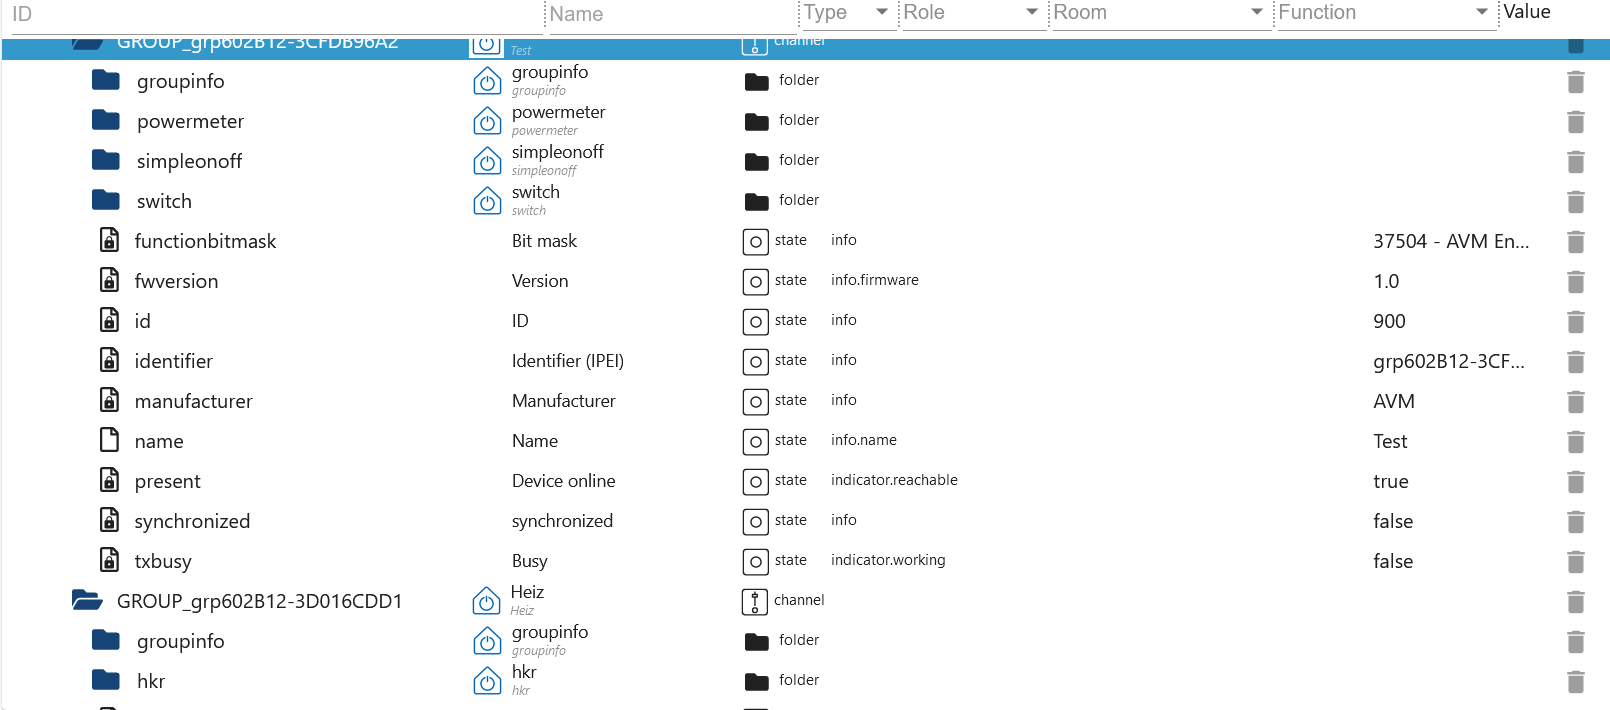 ID Name Type Role Room Function Value
GROUP_grp602B12-3CFDB96A2 channel
Test
groupinfo groupinfo folder
groupinfo
powermeter powermeter folder
powermeter
simpleonoff simpleonoff folder
simpleonoff
switch switch folder
switch
functionbitmask Bit mask state info 37504 - AVM En...
fwversion Version state info.firmware 1.0
id ID state info 900
identifier Identifier (IPEI) state info grp602B12-3CF...
manufacturer Manufacturer state info AVM
name Name state info.name Test
present Device online state indicator.reachable true
synchronized synchronized state info false
txbusy Busy state indicator.working false
GROUP_grp602B12-3D016CDD1 Heiz channel
Heiz
groupinfo groupinfo folder
groupinfo
hkr hkr folder
hkr